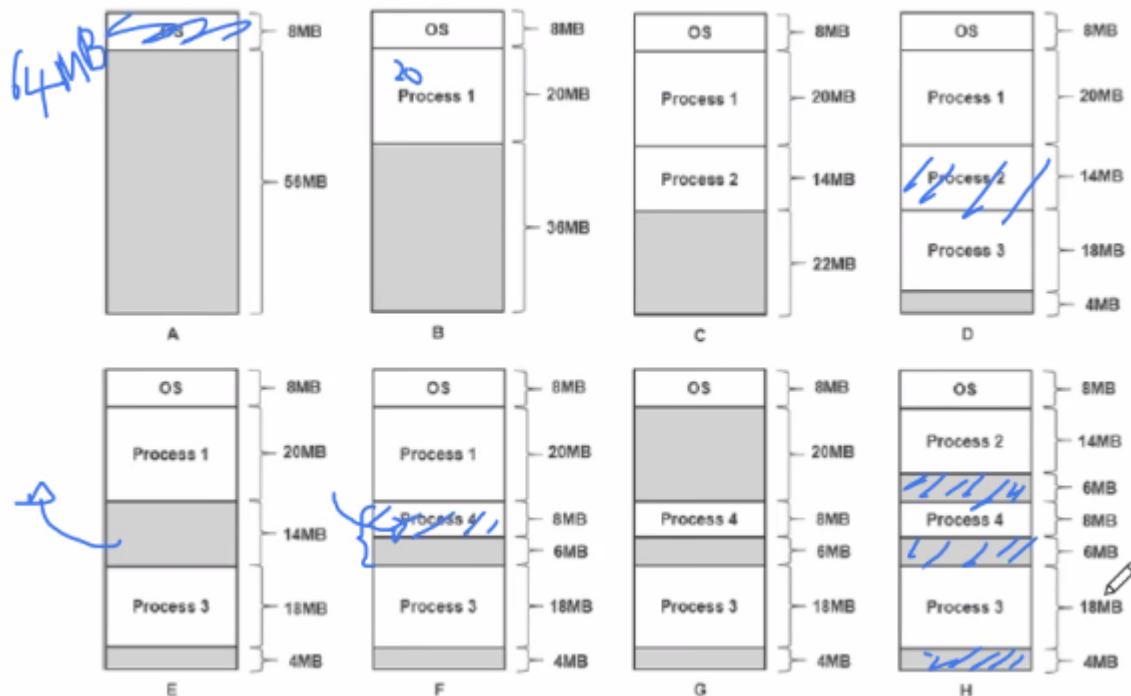 64MB
OS
8MB
56MB
A
OS
8MB
20
Process 1
20MB
36MB
B
OS
8MB
Process 1
20MB
Process 2
14MB
22MB
C
OS
8MB
Process 1
20MB
Process 2
14MB
Process 3
18MB
4MB
D
OS
8MB
Process 1
20MB
14MB
Process 3
18MB
4MB
E
OS
8MB
Process 1
20MB
Process 4
8MB
6MB
Process 3
18MB
4MB
F
OS
8MB
20MB
Process 4
8MB
6MB
Process 3
18MB
4MB
G
OS
8MB
Process 2
14MB
6MB
Process 4
8MB
6MB
Process 3
18MB
4MB
H